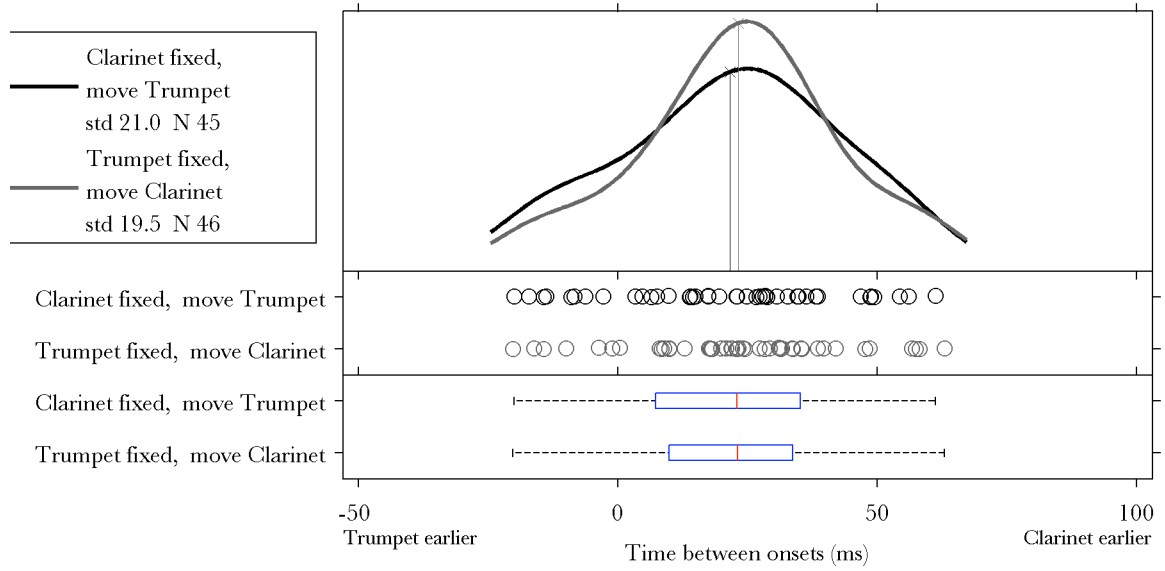 Clarinet fixed,
move Trumpet
std 21.0  N 45
Trumpet fixed,
move Clarinet
std 19.5  N 46
Clarinet fixed,  move Trumpet
Trumpet fixed,  move Clarinet
Clarinet fixed,  move Trumpet
Trumpet fixed,  move Clarinet
-50 0 50 100
Trumpet earlier Clarinet earlier
Time between onsets (ms)